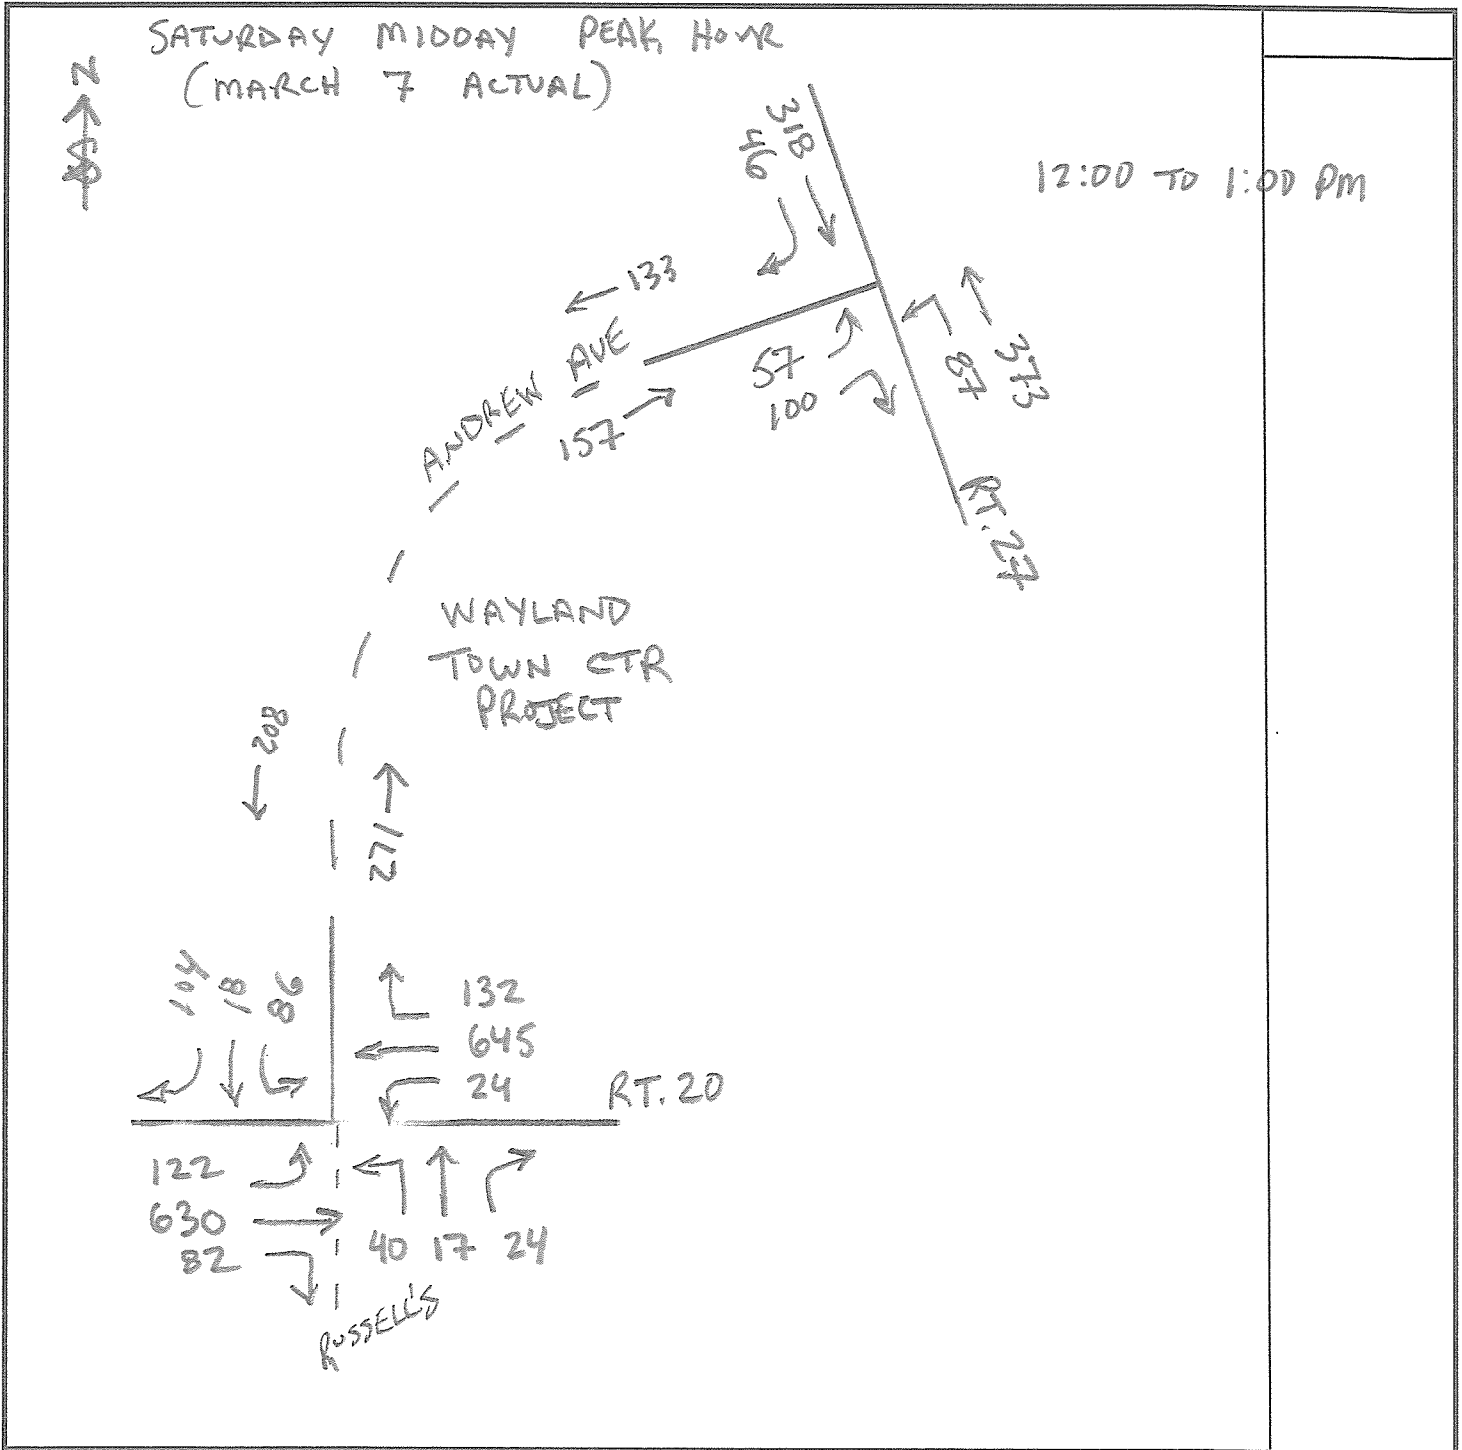 SATURDAY MIDDAY PEAK HOUR
(MARCH 7 ACTUAL)
N
12:00 TO 1:00 PM
318
46
133
ANDREW AVE
157
57
100
87
373
RT. 27
WAYLAND
TOWN CTR
PROJECT
208
271
104
18
86
132
645
24
RT. 20
122
630
82
40 17 24
RUSSELL'S